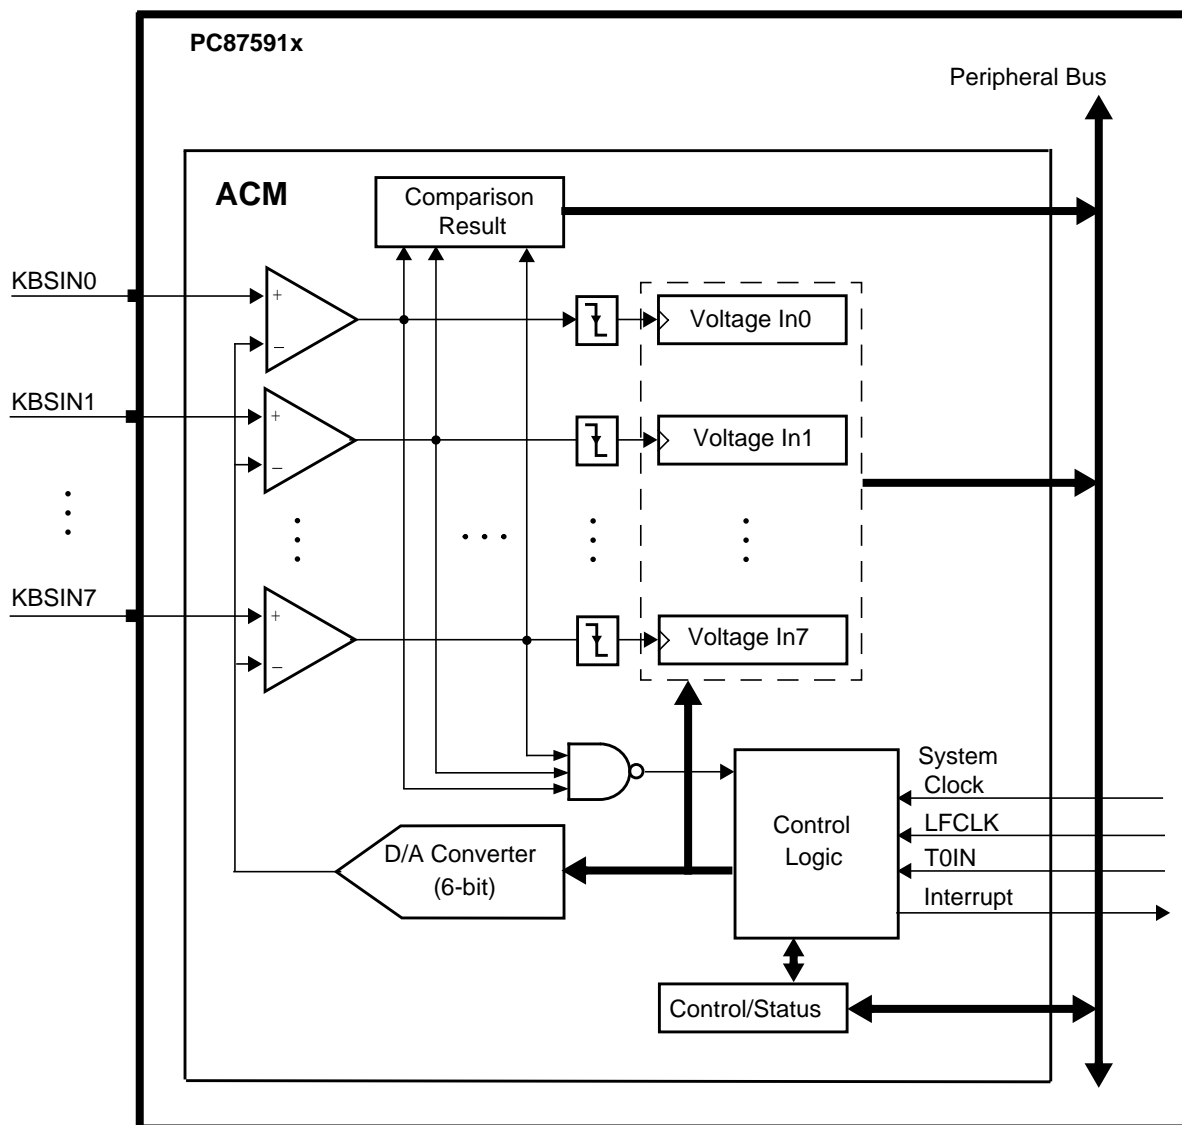 PC87591x
Peripheral Bus
ACM
Comparison
Result
KBSIN0
+
−
Voltage In0
KBSIN1
+
−
Voltage In1
KBSIN7
+
−
Voltage In7
System
Clock
LFCLK
T0IN
Interrupt
Control
Logic
D/A Converter
(6-bit)
Control/Status